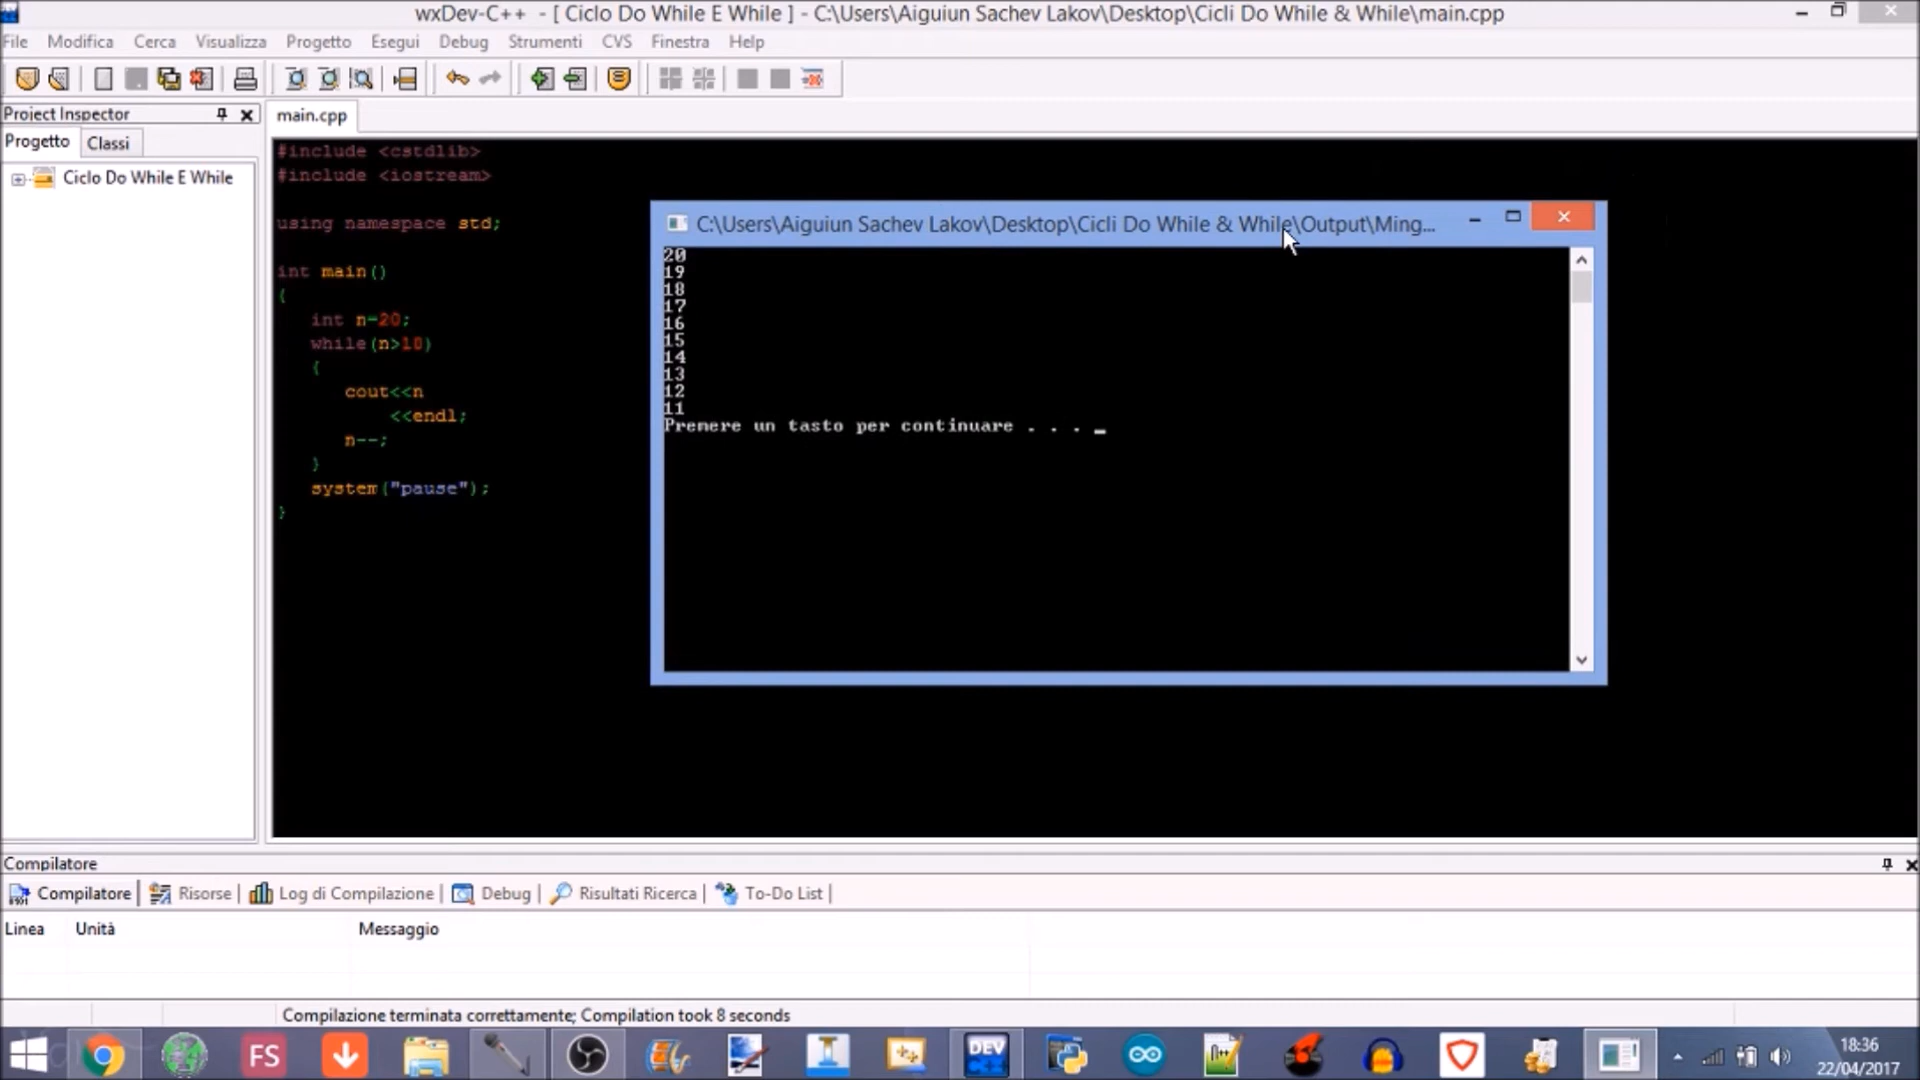 wxDev-C++ - [ Ciclo Do While E While ] - C:\Users\Aiguiun Sachev Lakov\Desktop\Cicli Do While & While\main.cpp
File Modifica Cerca Visualizza Progetto Esegui Debug Strumenti CVS Finestra Help
Project Inspector
main.cpp
Progetto Classi
Ciclo Do While E While
#include <cstdlib>
#include <iostream>
using namespace std;
int main()
{
int n=20;
while(n>10)
{
cout<<n
<<endl;
n--;
}
system("pause");
}
C:\Users\Aiguiun Sachev Lakov\Desktop\Cicli Do While & While\Output\Ming...
20
19
18
17
16
15
14
13
12
11
Premere un tasto per continuare . . . _
Compilatore
Compilatore Risorse Log di Compilazione Debug Risultati Ricerca To-Do List
Linea Unità Messaggio
Compilazione terminata correttamente; Compilation took 8 seconds
FS
DEV
18:36
22/04/2017